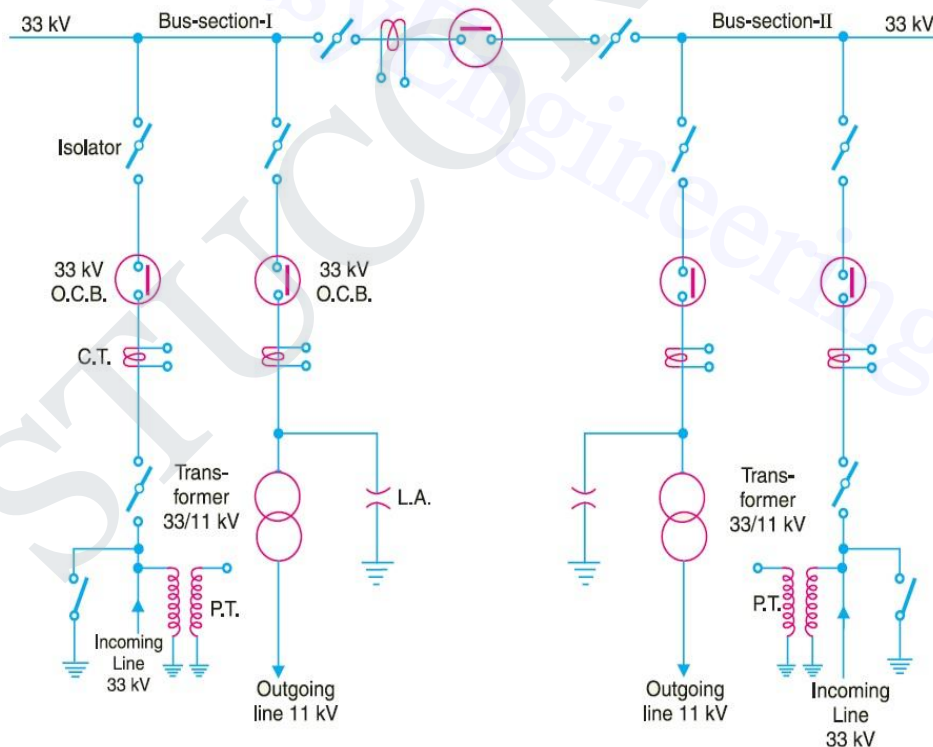 33 kV
Bus-section-I
Bus-section-II
33 kV
Isolator
33 kV
O.C.B.
33 kV
O.C.B.
C.T.
Trans-
former
33/11 kV
L.A.
Trans-
former
33/11 kV
P.T.
P.T.
Incoming
Line
33 kV
Outgoing
line 11 kV
Outgoing
line 11 kV
Incoming
Line
33 kV
STUCOR
syEngineering